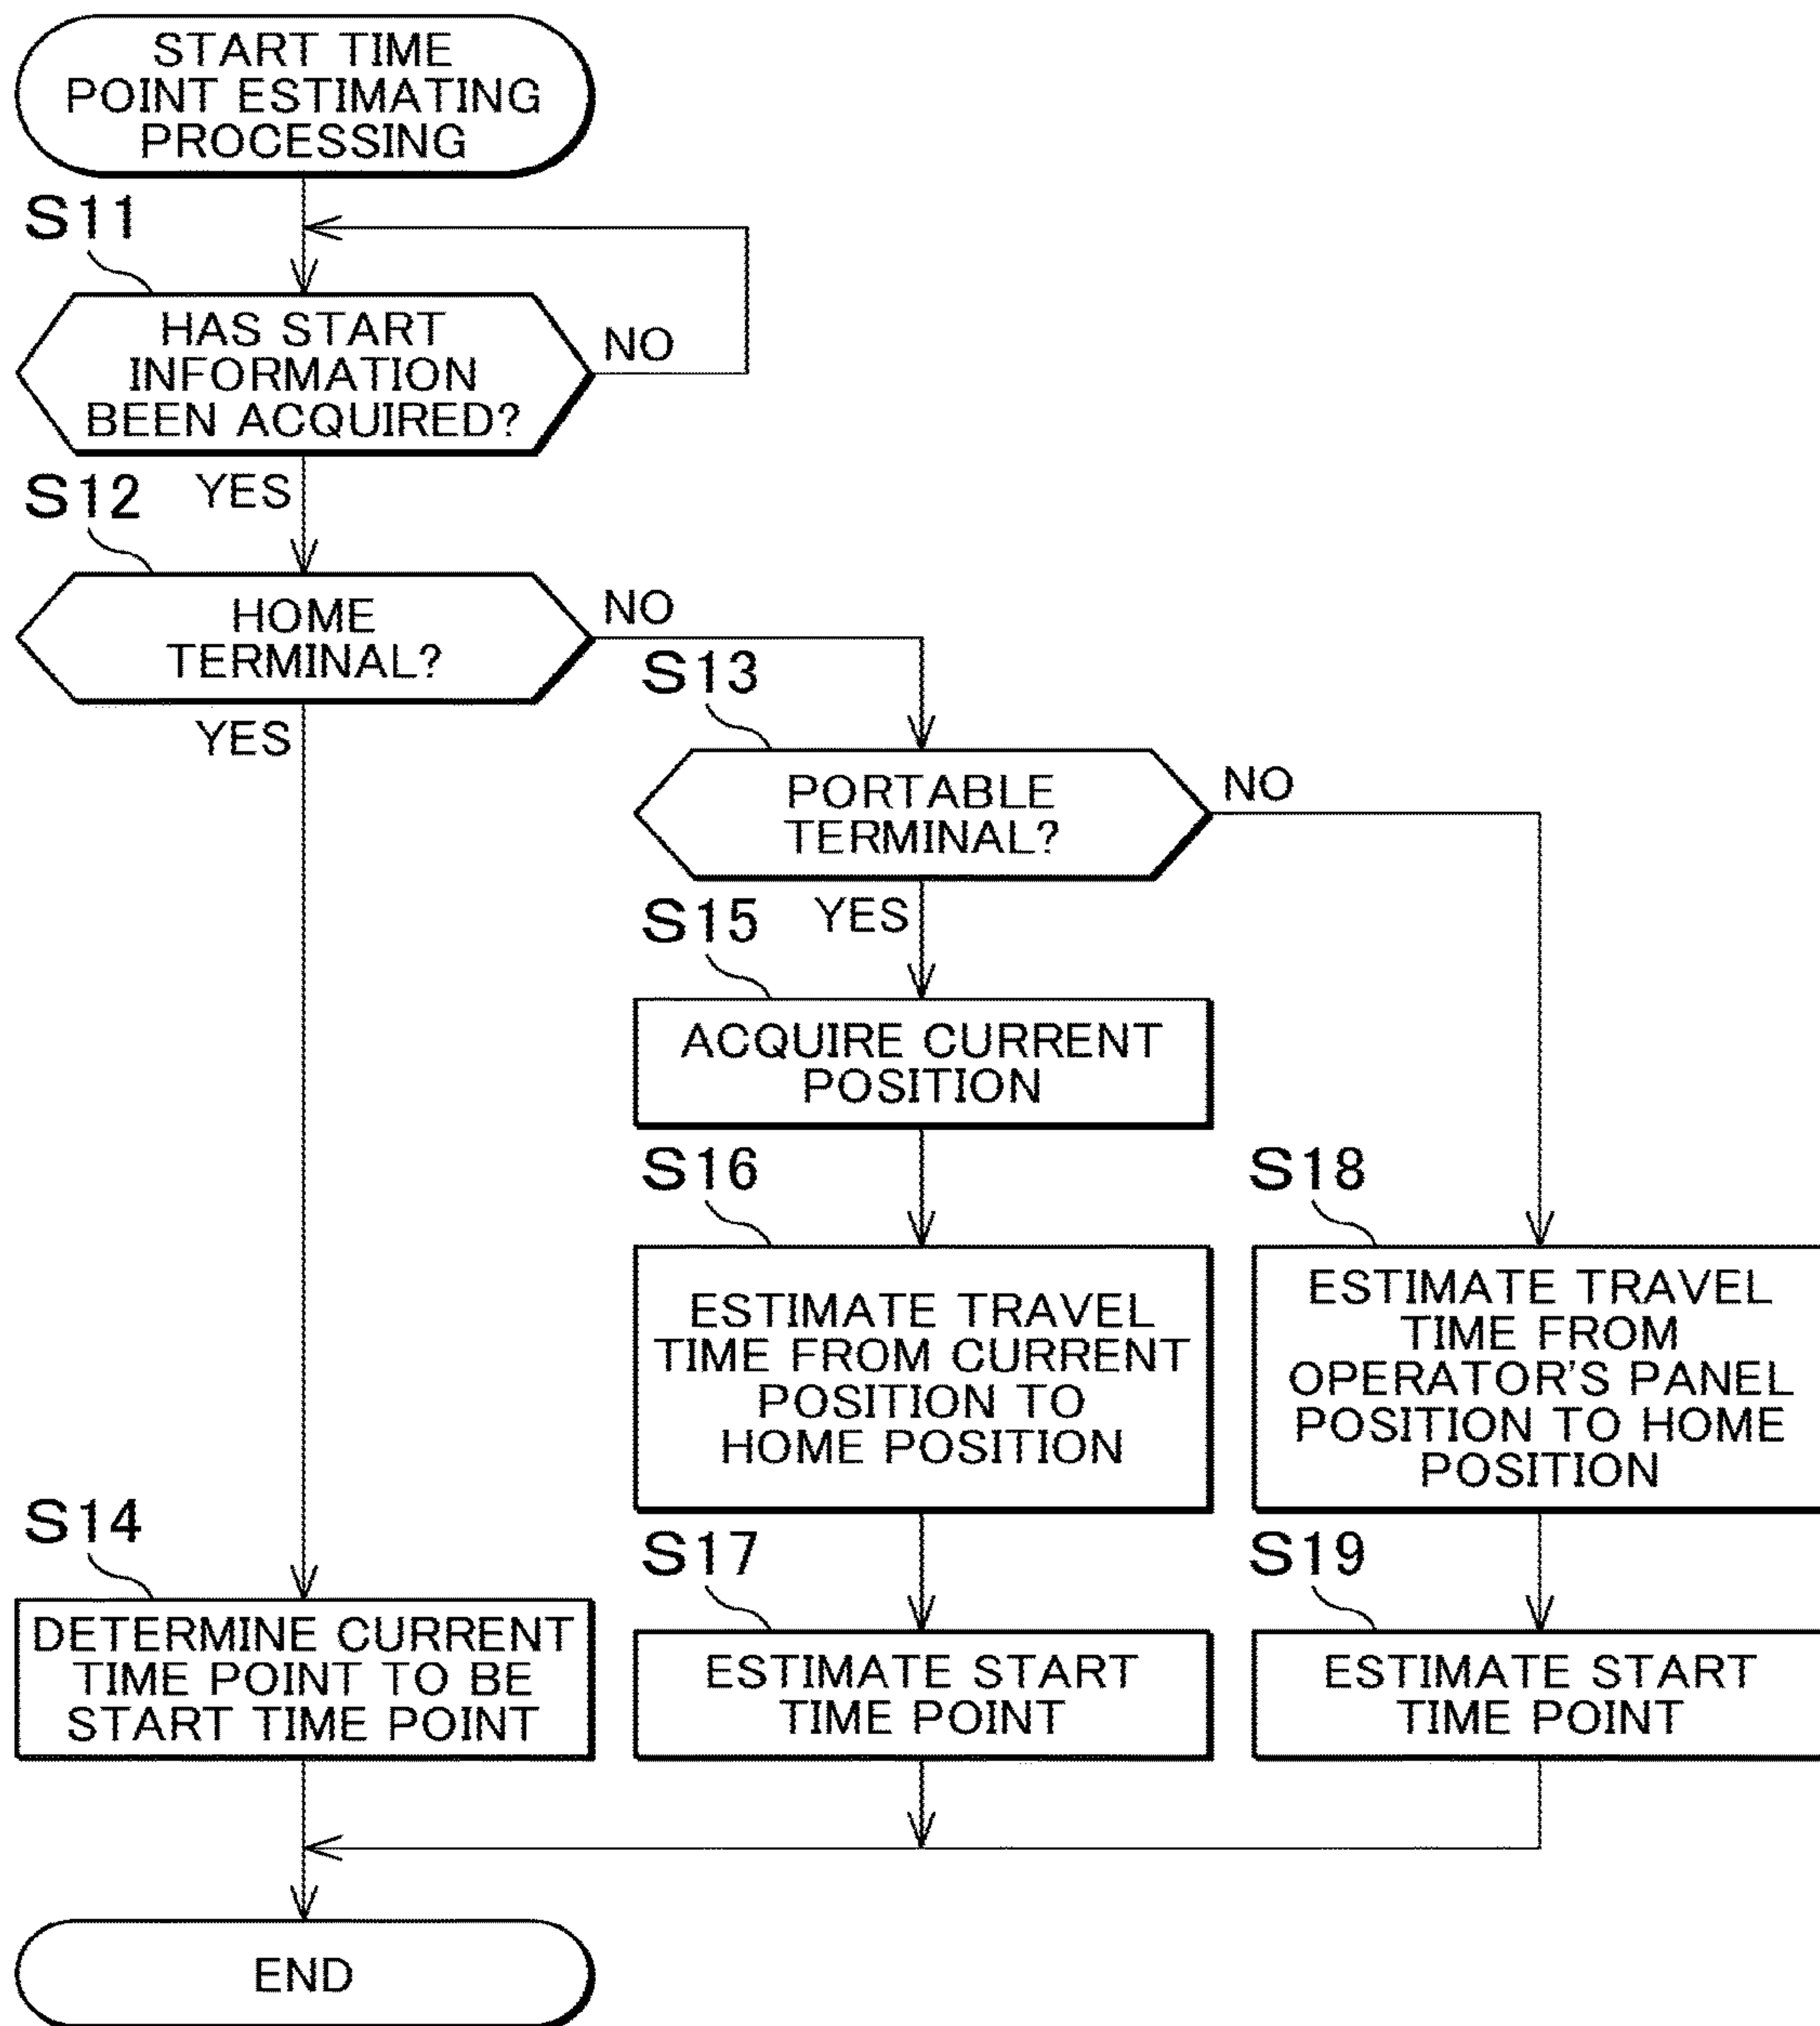 START TIME
POINT ESTIMATING
PROCESSING
S11
HAS START
INFORMATION
BEEN ACQUIRED?
NO
YES
S12
HOME
TERMINAL?
NO
YES
S13
PORTABLE
TERMINAL?
NO
YES
S15
ACQUIRE CURRENT
POSITION
S16
ESTIMATE TRAVEL
TIME FROM CURRENT
POSITION TO
HOME POSITION
S18
ESTIMATE TRAVEL
TIME FROM
OPERATOR'S PANEL
POSITION TO HOME
POSITION
S14
DETERMINE CURRENT
TIME POINT TO BE
START TIME POINT
S17
ESTIMATE START
TIME POINT
S19
ESTIMATE START
TIME POINT
END